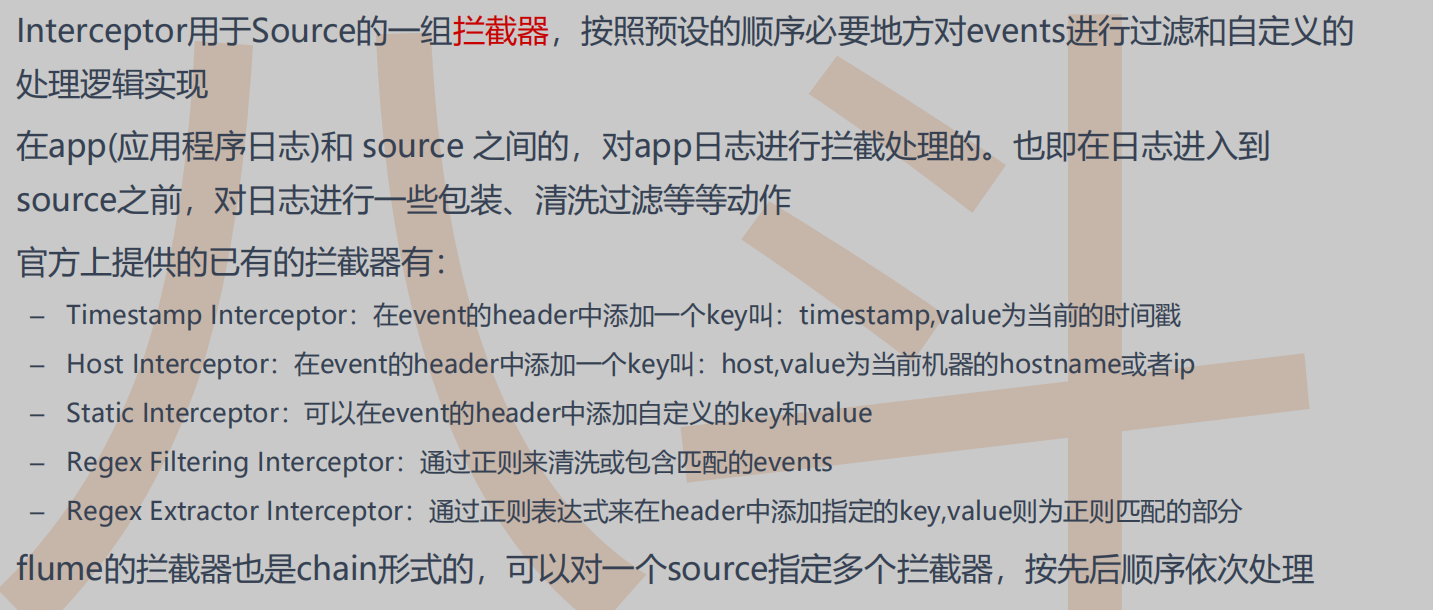 Interceptor用于Source的一组拦截器，按照预设的顺序必要地方对events进行过滤和自定义的
处理逻辑实现
在app(应用程序日志)和 source 之间的，对app日志进行拦截处理的。也即在日志进入到
source之前，对日志进行一些包装、清洗过滤等等动作
官方上提供的已有的拦截器有：
– Timestamp Interceptor：在event的header中添加一个key叫：timestamp,value为当前的时间戳
– Host Interceptor：在event的header中添加一个key叫：host,value为当前机器的hostname或者ip
– Static Interceptor：可以在event的header中添加自定义的key和value
– Regex Filtering Interceptor：通过正则来清洗或包含匹配的events
– Regex Extractor Interceptor：通过正则表达式来在header中添加指定的key,value则为正则匹配的部分
flume的拦截器也是chain形式的，可以对一个source指定多个拦截器，按先后顺序依次处理
八斗